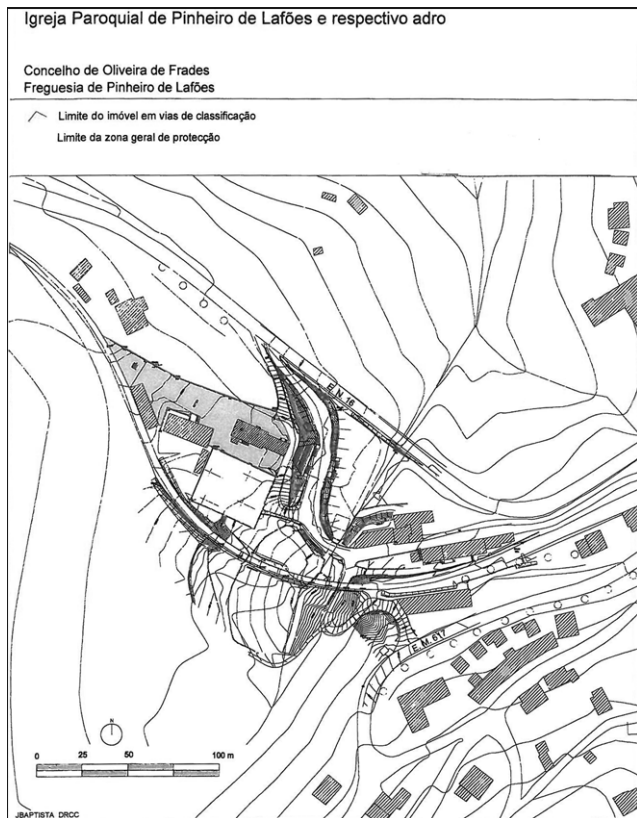 Igreja Paroquial de Pinheiro de Lafões e respectivo adro
Concelho de Oliveira de Frades
Freguesia de Pinheiro de Lafões
Limite do imóvel em vias de classificação
Limite da zona geral de protecção
E N 16
E.M. 617
N
0 25 50 100 m
JBAPTISTA DRCC